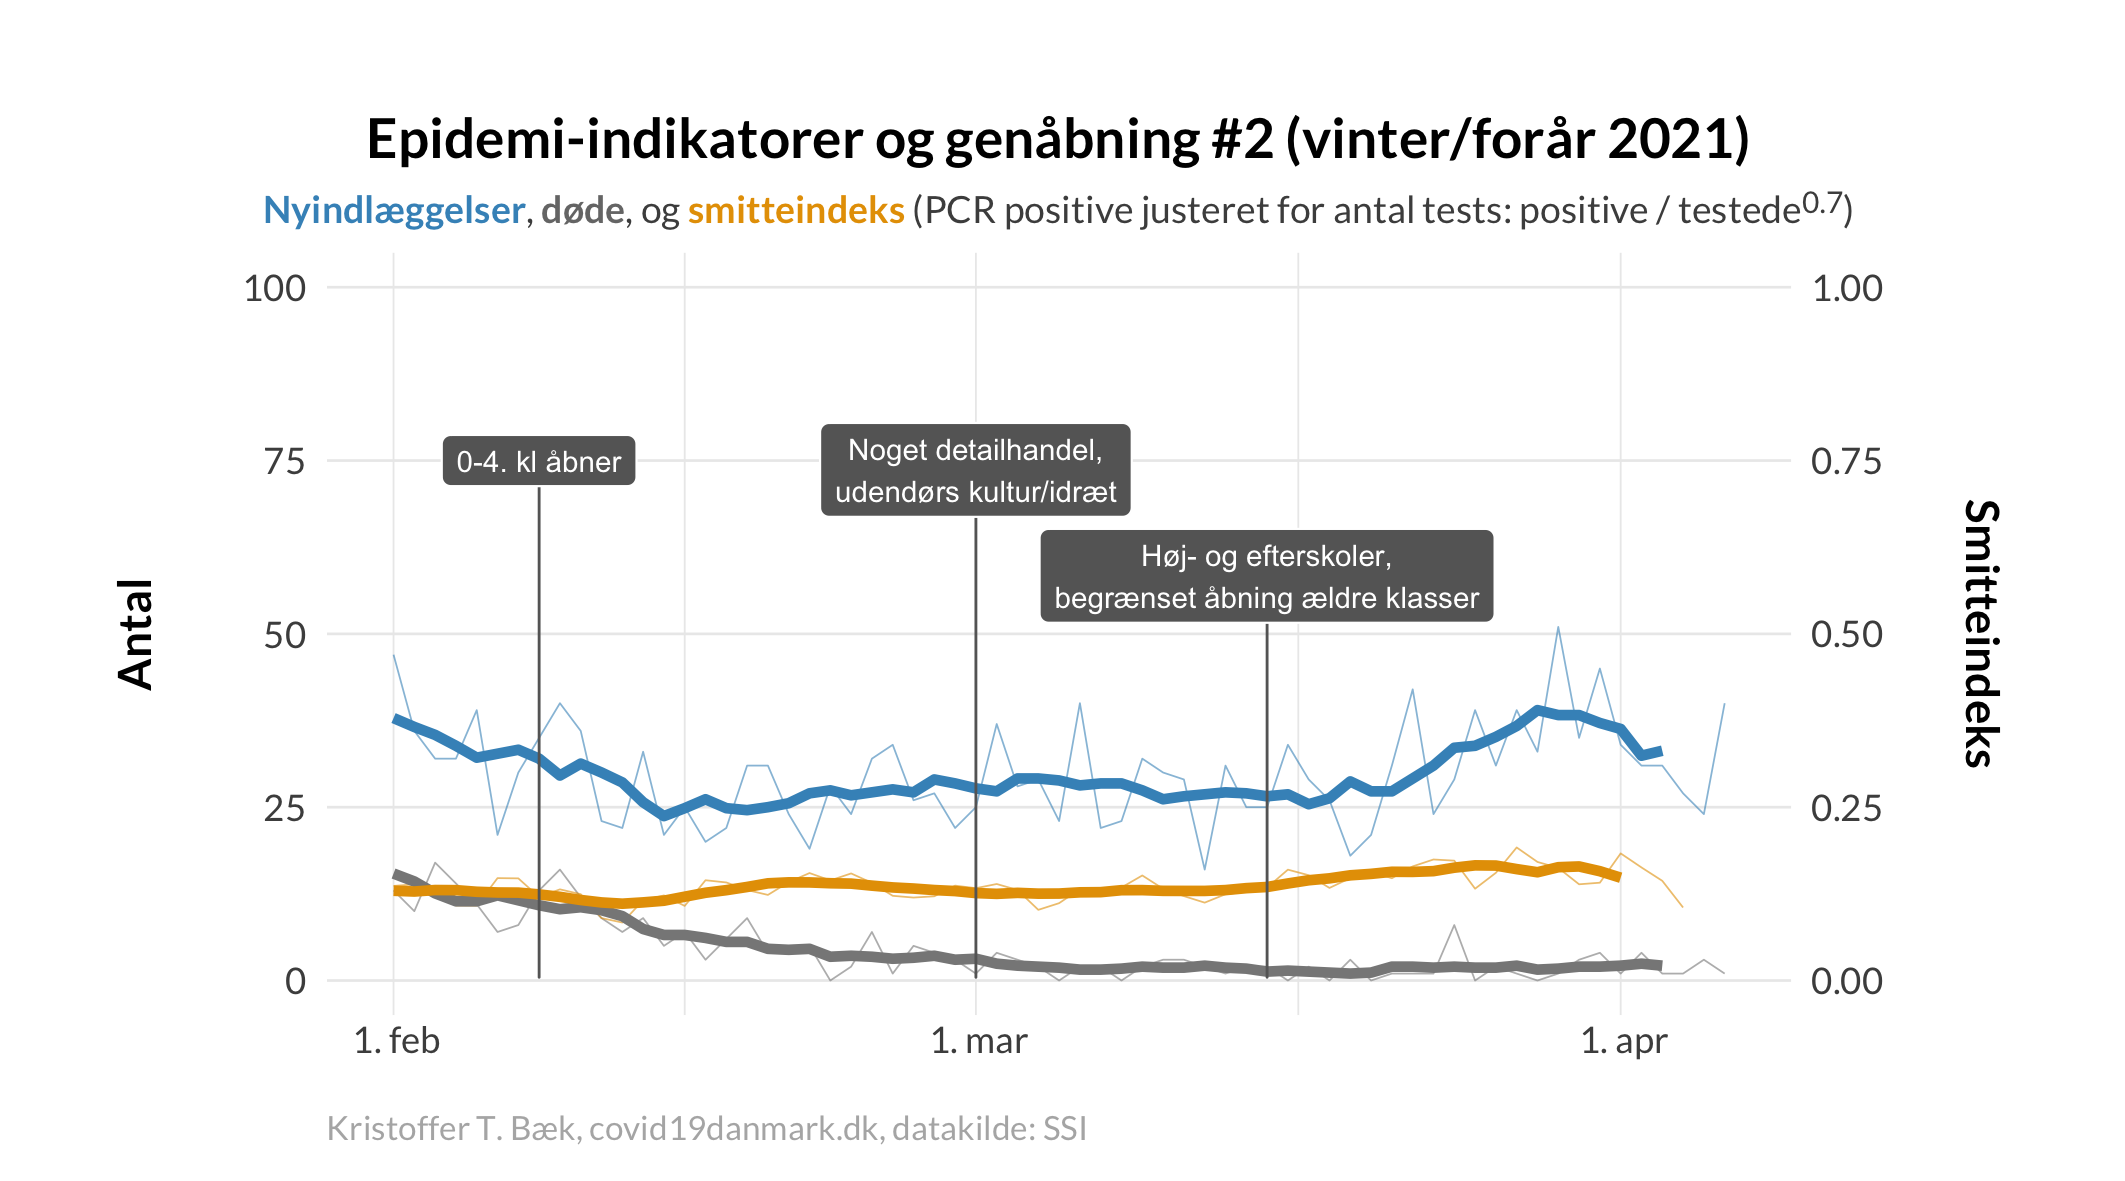 Epidemi-indikatorer og genåbning #2 (vinter/forår 2021)
Nyindlæggelser, døde, og smitteindeks (PCR positive justeret for antal tests: positive / testede^0.7)
100
75
50
25
0
Antal
1.00
0.75
0.50
0.25
0.00
Smitteindeks
0-4. kl åbner
Noget detailhandel,
udendørs kultur/idræt
Høj- og efterskoler,
begrænset åbning ældre klasser
1. feb
1. mar
1. apr
Kristoffer T. Bæk, covid19danmark.dk, datakilde: SSI